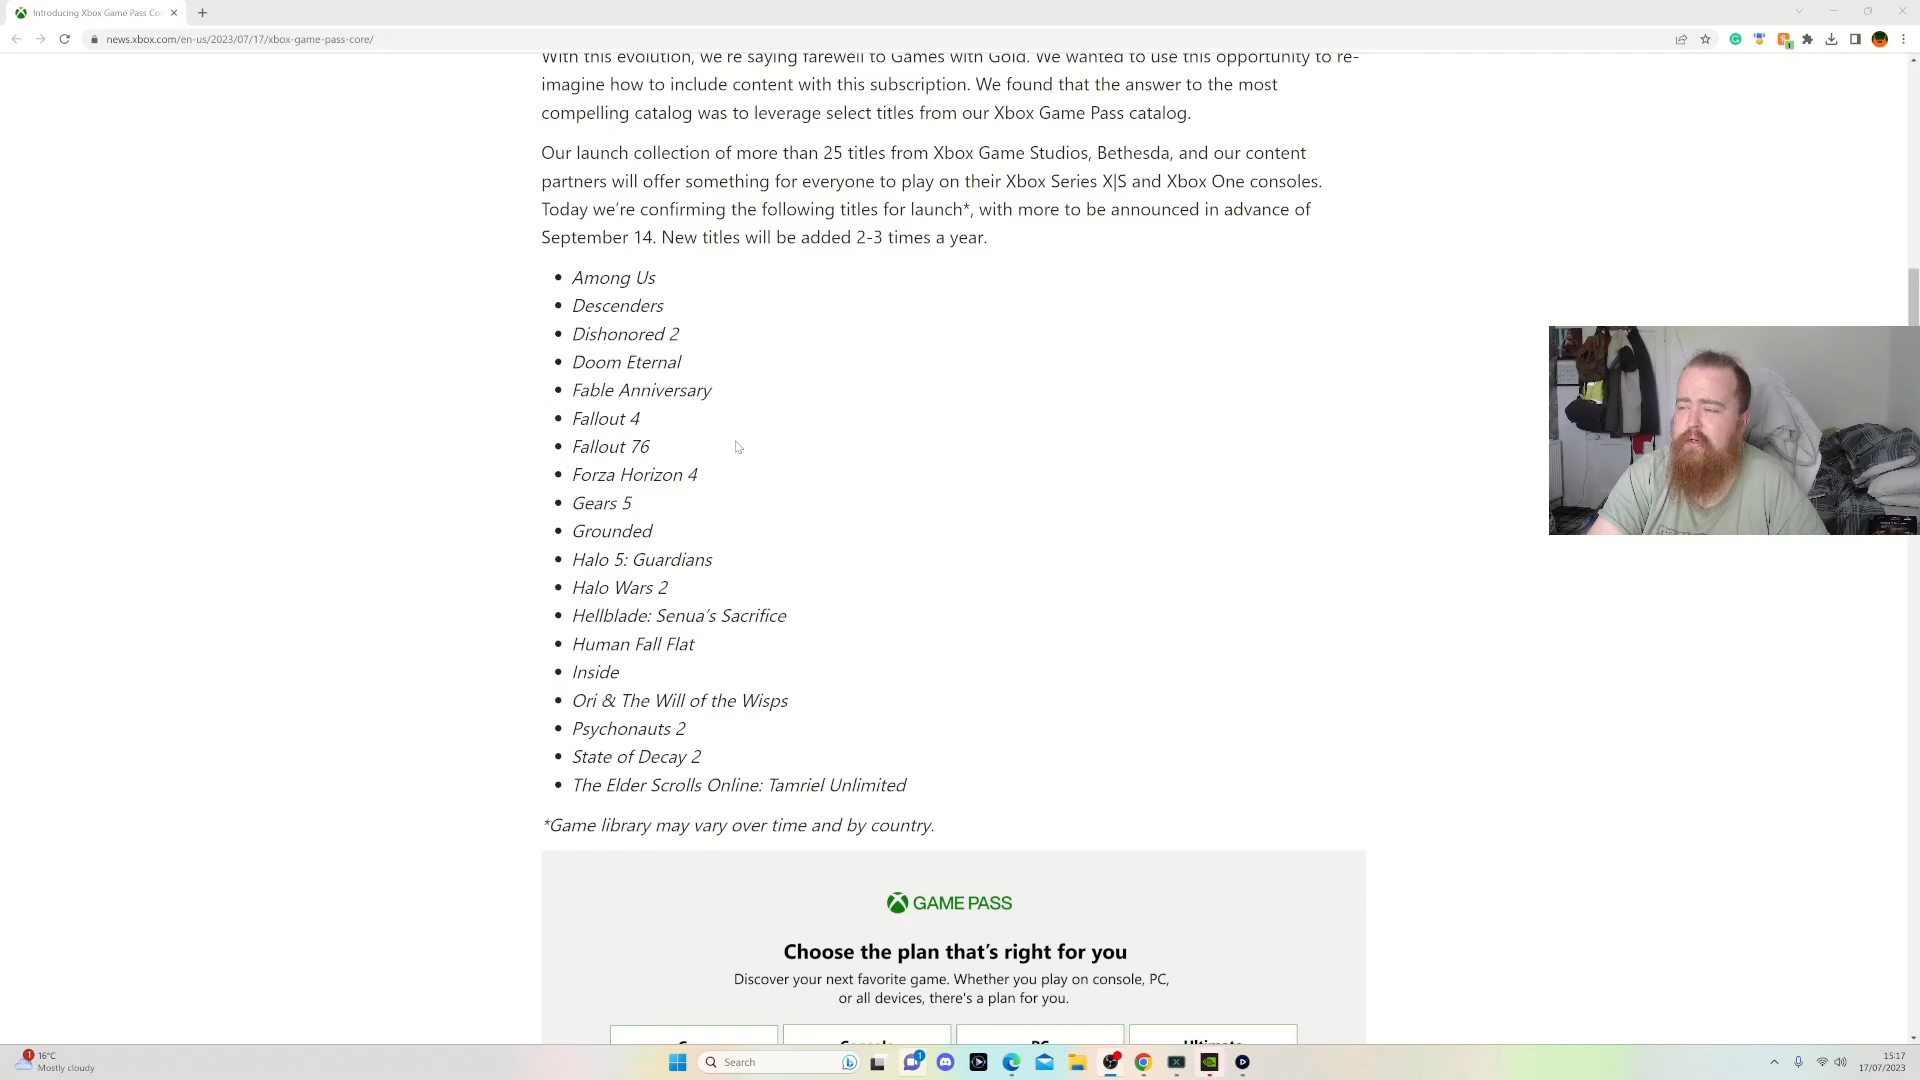 Introducing Xbox Game Pass Co
news.xbox.com/en-us/2023/07/17/xbox-game-pass-core/
With this evolution, we're saying farewell to Games with Gold. We wanted to use this opportunity to re-
imagine how to include content with this subscription. We found that the answer to the most
compelling catalog was to leverage select titles from our Xbox Game Pass catalog.
Our launch collection of more than 25 titles from Xbox Game Studios, Bethesda, and our content
partners will offer something for everyone to play on their Xbox Series X|S and Xbox One consoles.
Today we're confirming the following titles for launch*, with more to be announced in advance of
September 14. New titles will be added 2-3 times a year.
• Among Us
• Descenders
• Dishonored 2
• Doom Eternal
• Fable Anniversary
• Fallout 4
• Fallout 76
• Forza Horizon 4
• Gears 5
• Grounded
• Halo 5: Guardians
• Halo Wars 2
• Hellblade: Senua's Sacrifice
• Human Fall Flat
• Inside
• Ori & The Will of the Wisps
• Psychonauts 2
• State of Decay 2
• The Elder Scrolls Online: Tamriel Unlimited
*Game library may vary over time and by country.
GAME PASS
Choose the plan that's right for you
Discover your next favorite game. Whether you play on console, PC,
or all devices, there's a plan for you.
Console PC Ultimate
1 16°C
Mostly cloudy
Search
1
15:17
17/07/2023